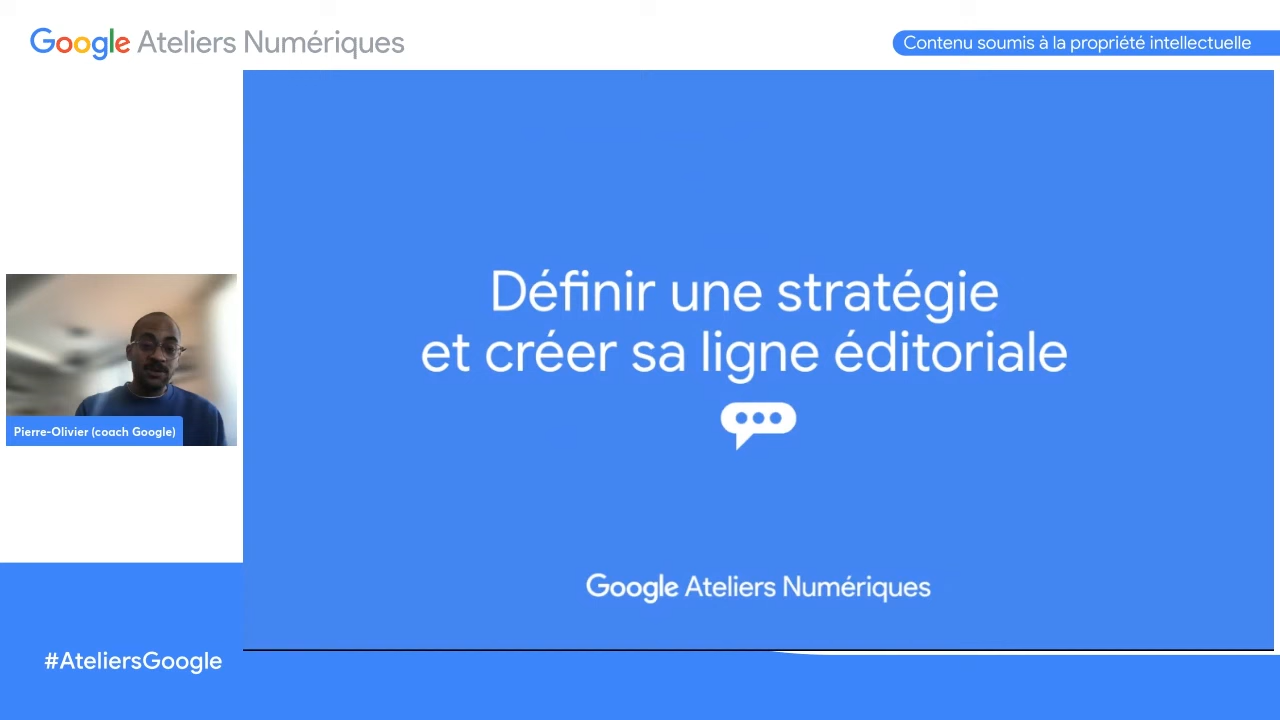 Google Ateliers Numériques
Contenu soumis à la propriété intellectuelle
Définir une stratégie
et créer sa ligne éditoriale
Pierre-Olivier (coach Google)
Google Ateliers Numériques
#AteliersGoogle